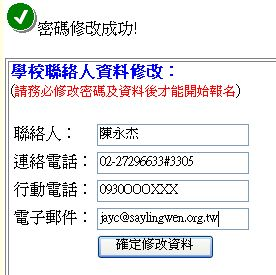 密碼修改成功!
學校聯絡人資料修改：
(請務必修改密碼及資料後才能開始報名)
聯絡人： 陳永杰
連絡電話： 02-27296633#3305
行動電話： 0930OOOXXX
電子郵件： jayc@saylingwen.org.tw
確定修改資料